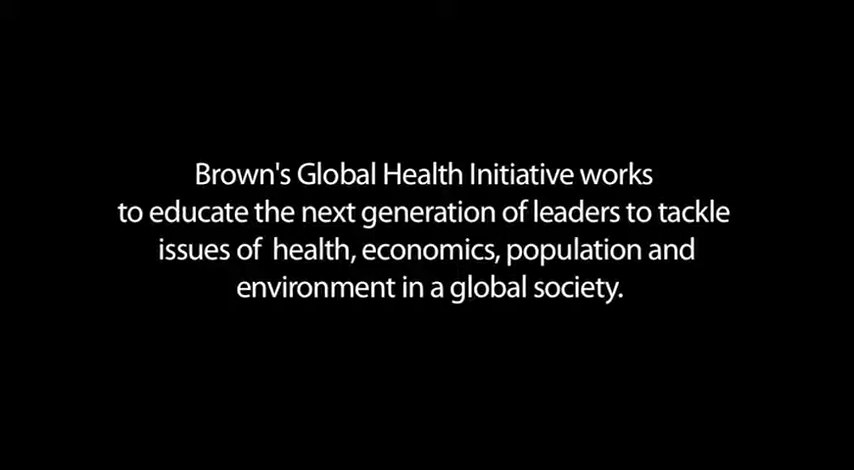 Brown's Global Health Initiative works
to educate the next generation of leaders to tackle
issues of  health, economics, population and
environment in a global society.